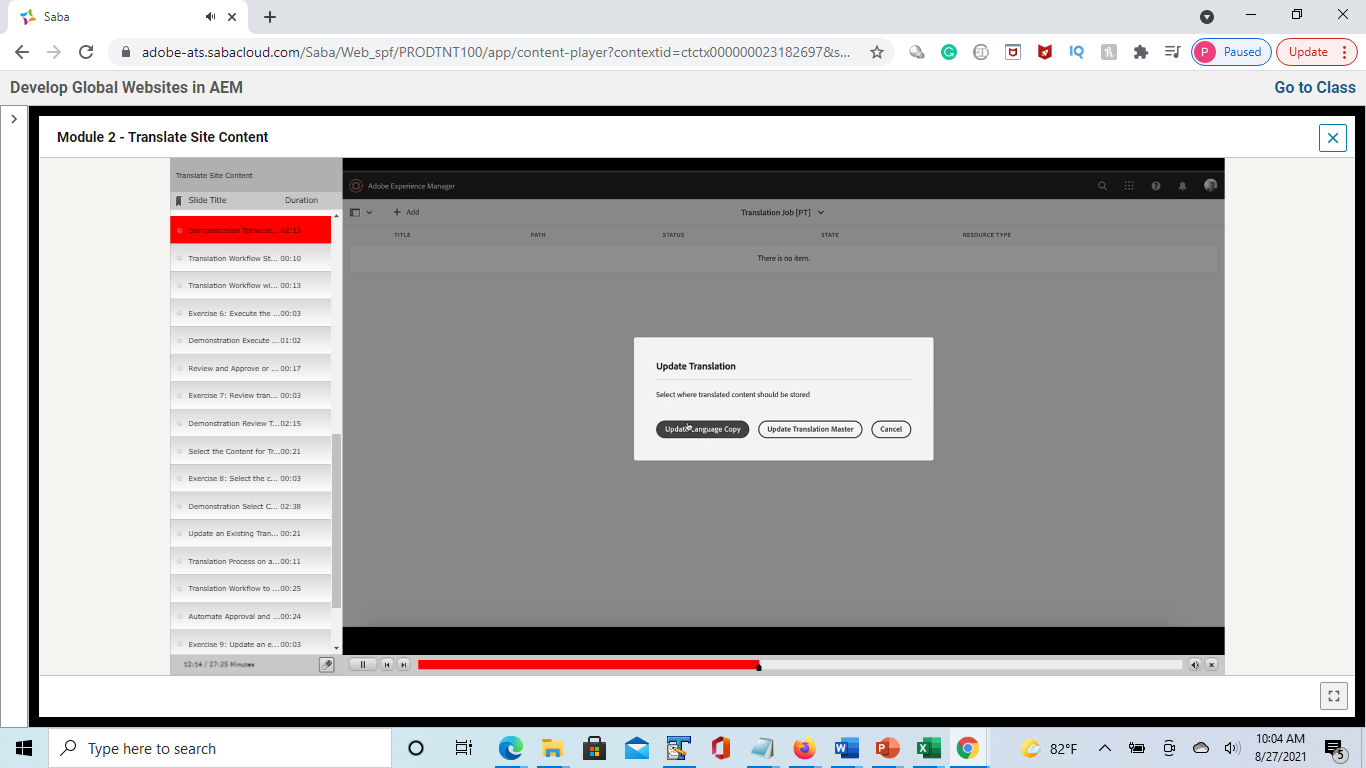 Saba
adobe-ats.sabacloud.com/Saba/Web_spf/PRODTNT100/app/content-player?contextid=ctctx000000023182697&s...
P Paused
Update
Develop Global Websites in AEM
Go to Class
Module 2 - Translate Site Content
Translate Site Content
Slide Title Duration
Demonstration Translati... 02:13
Translation Workflow St... 00:10
Translation Workflow wi... 00:13
Exercise 6: Execute the ...00:03
Demonstration Execute ... 01:02
Review and Approve or ... 00:17
Exercise 7: Review tran... 00:03
Demonstration Review T... 02:15
Select the Content for Tr... 00:21
Exercise 8: Select the c... 00:03
Demonstration Select C... 02:38
Update an Existing Tran... 00:21
Translation Process on a...00:11
Translation Workflow to ...00:25
Automate Approval and ...00:24
Exercise 9: Update an e...00:03
12:14 / 27:25 Minutes
Adobe Experience Manager
Add
Translation Job [PT]
TITLE PATH STATUS STATE RESOURCE TYPE
There is no item.
Update Translation
Select where translated content should be stored
Update Language Copy
Update Translation Master
Cancel
Type here to search
82°F
10:04 AM
8/27/2021
5